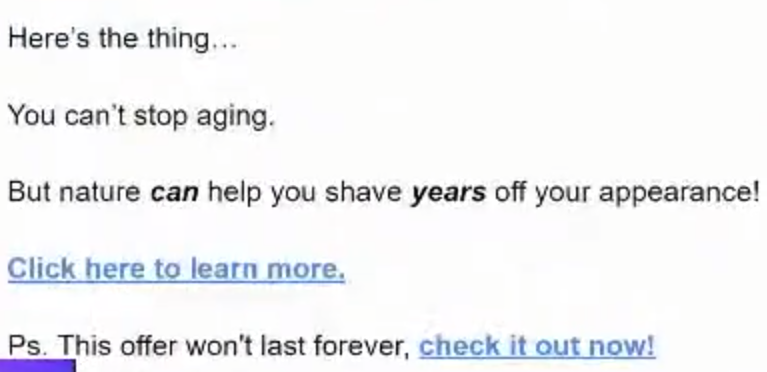 Here's the thing…
You can't stop aging.
But nature can help you shave years off your appearance!
Click here to learn more.
Ps. This offer won't last forever, check it out now!